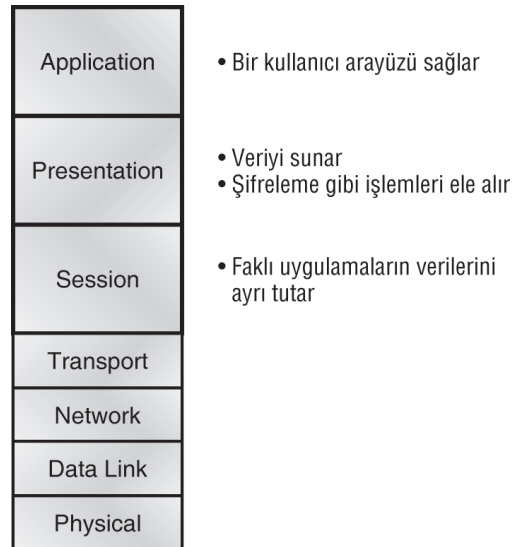 Application
• Bir kullanıcı arayüzü sağlar
Presentation
• Veriyi sunar
• Şifreleme gibi işlemleri ele alır
Session
• Faklı uygulamaların verilerini
ayrı tutar
Transport
Network
Data Link
Physical